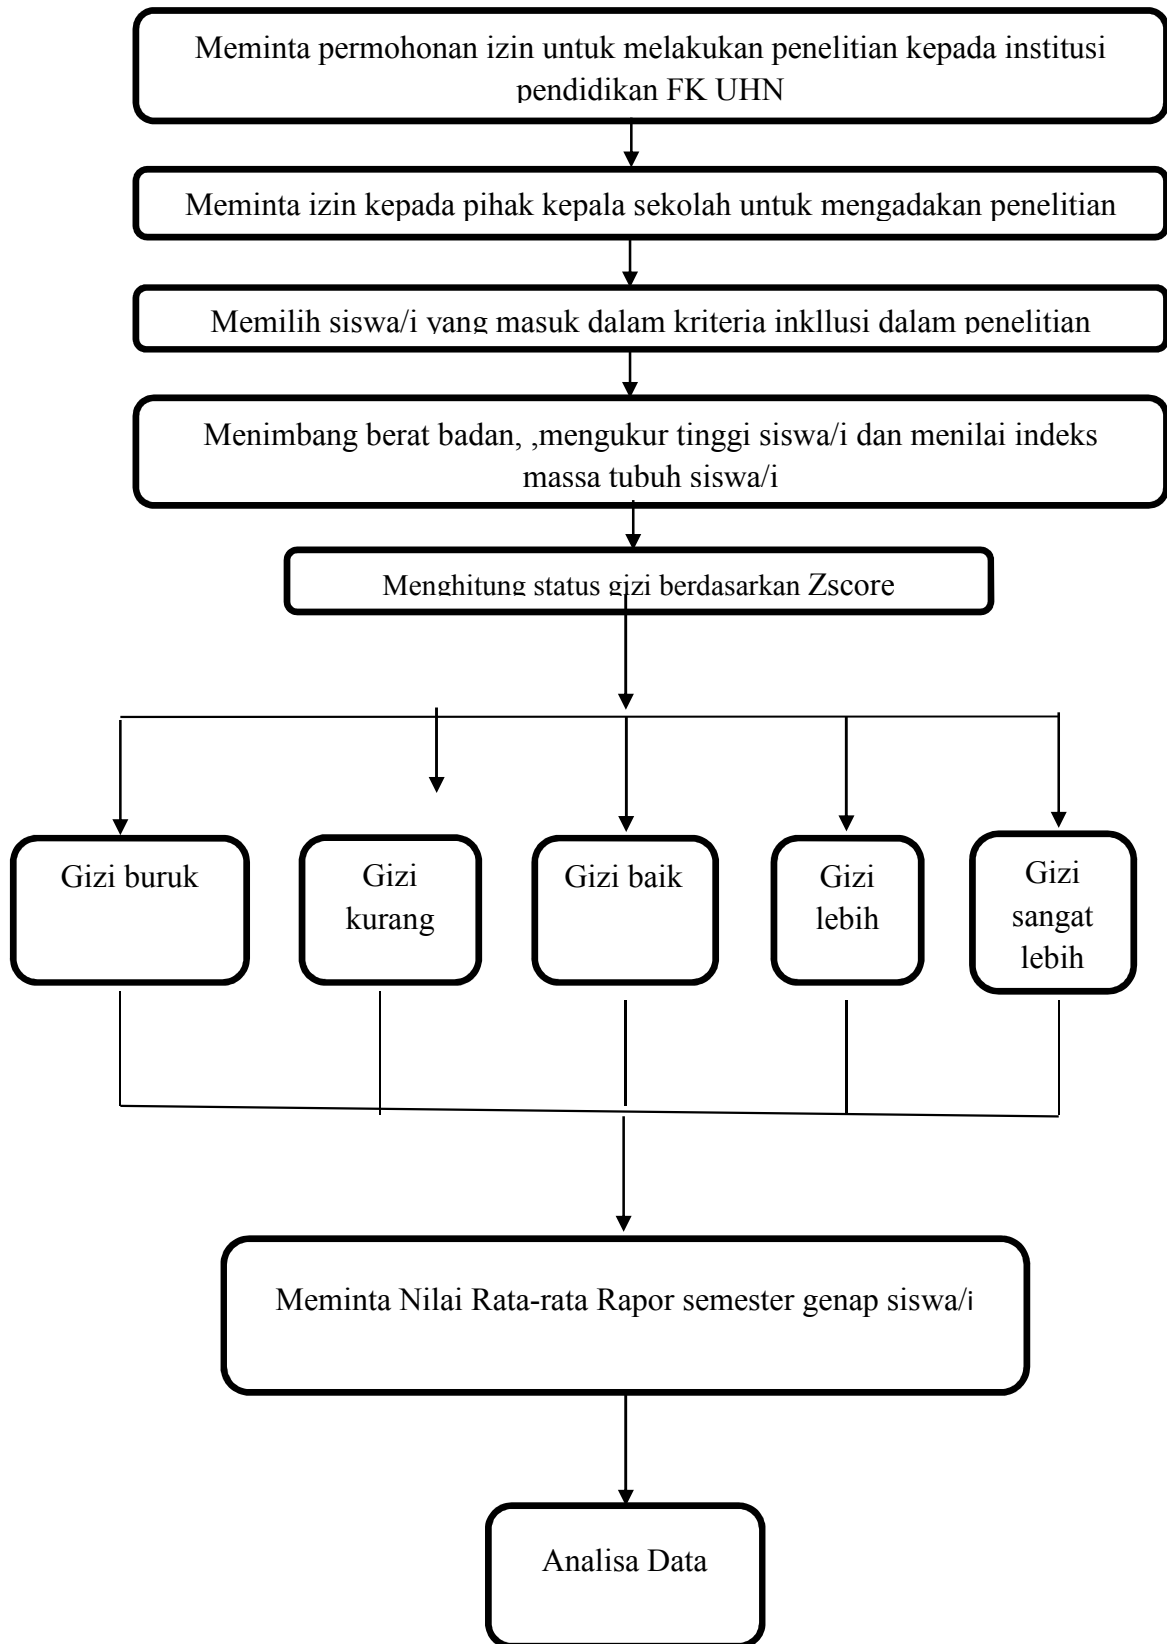 Meminta permohonan izin untuk melakukan penelitian kepada institusi
pendidikan FK UHN
Meminta izin kepada pihak kepala sekolah untuk mengadakan penelitian
Memilih siswa/i yang masuk dalam kriteria inkllusi dalam penelitian
Menimbang berat badan, ,mengukur tinggi siswa/i dan menilai indeks
massa tubuh siswa/i
Menghitung status gizi berdasarkan Zscore
Gizi buruk
Gizi
kurang
Gizi baik
Gizi
lebih
Gizi
sangat
lebih
Meminta Nilai Rata-rata Rapor semester genap siswa/i
Analisa Data